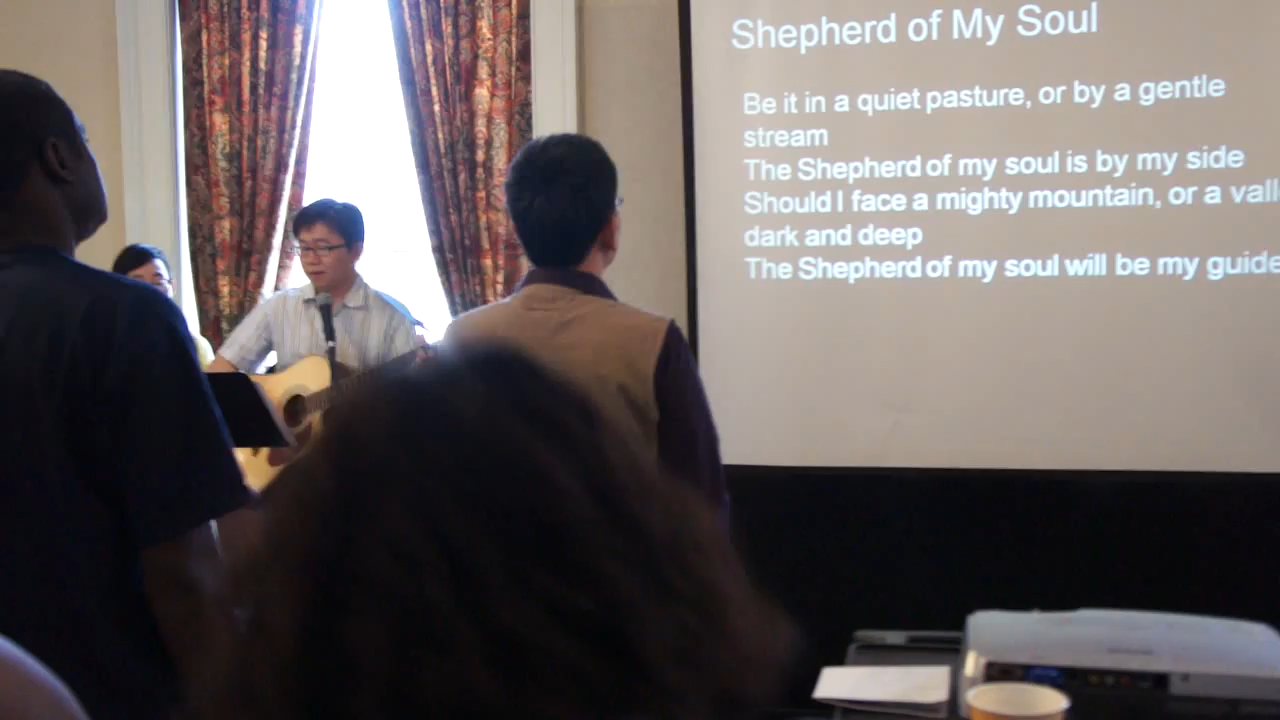 Shepherd of My Soul
Be it in a quiet pasture, or by a gentle
stream
The Shepherd of my soul is by my side
Should I face a mighty mountain, or a vall
dark and deep
The Shepherd of my soul will be my guide